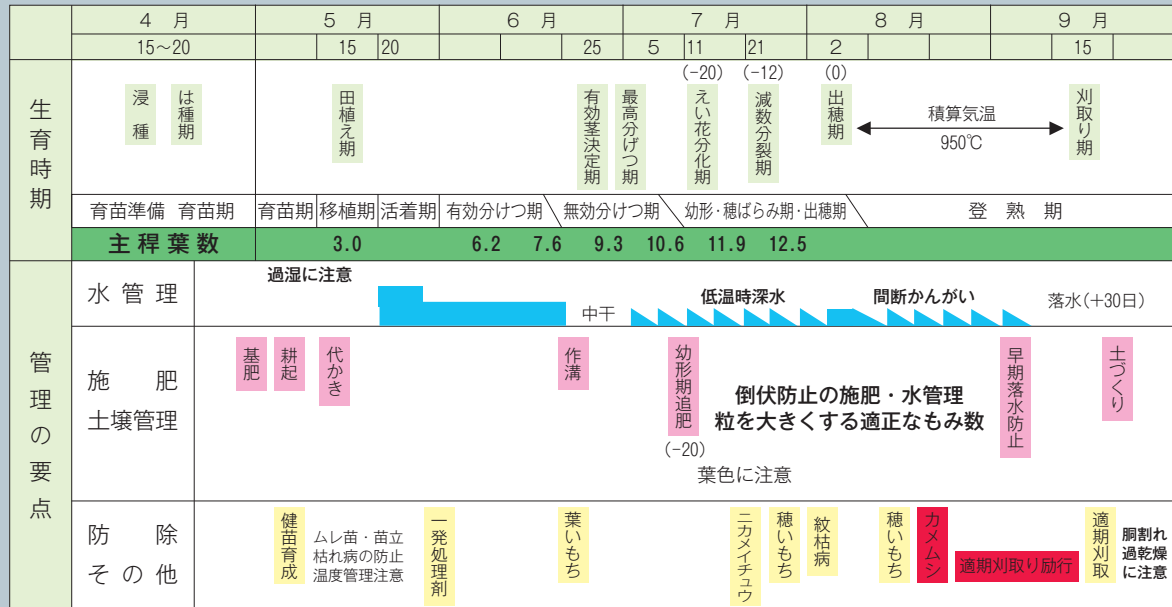 4月 5月 6月 7月 8月 9月
15～20 15 20 25 5 11 21 2 15
(−20) (−12) (0)
生育時期
浸種 は種期 田植え期 有効茎決定期 最高分げつ期 えい花分化期 減数分裂期 出穂期 積算気温 刈取り期
950℃
育苗準備 育苗期 育苗期 移植期 活着期 有効分けつ期 無効分けつ期 幼形・穂ばらみ期・出穂期 登熟期
主稈葉数 3.0 6.2 7.6 9.3 10.6 11.9 12.5
管理の要点
水管理 過湿に注意 中干 低温時深水 間断かんがい 落水(+30日)
施肥
土壌管理
基肥 耕起 代かき 作溝 幼形期追肥 早期落水防止 土づくり
倒伏防止の施肥・水管理
粒を大きくする適正なもみ数
(−20)
葉色に注意
防除
その他
健苗育成
ムレ苗・苗立
枯れ病の防止
温度管理注意
一発処理剤 葉いもち ニカメイチュウ 穂いもち 紋枯病 穂いもち カメムシ
適期刈取り励行
適期刈取
胴割れ
過乾燥
に注意